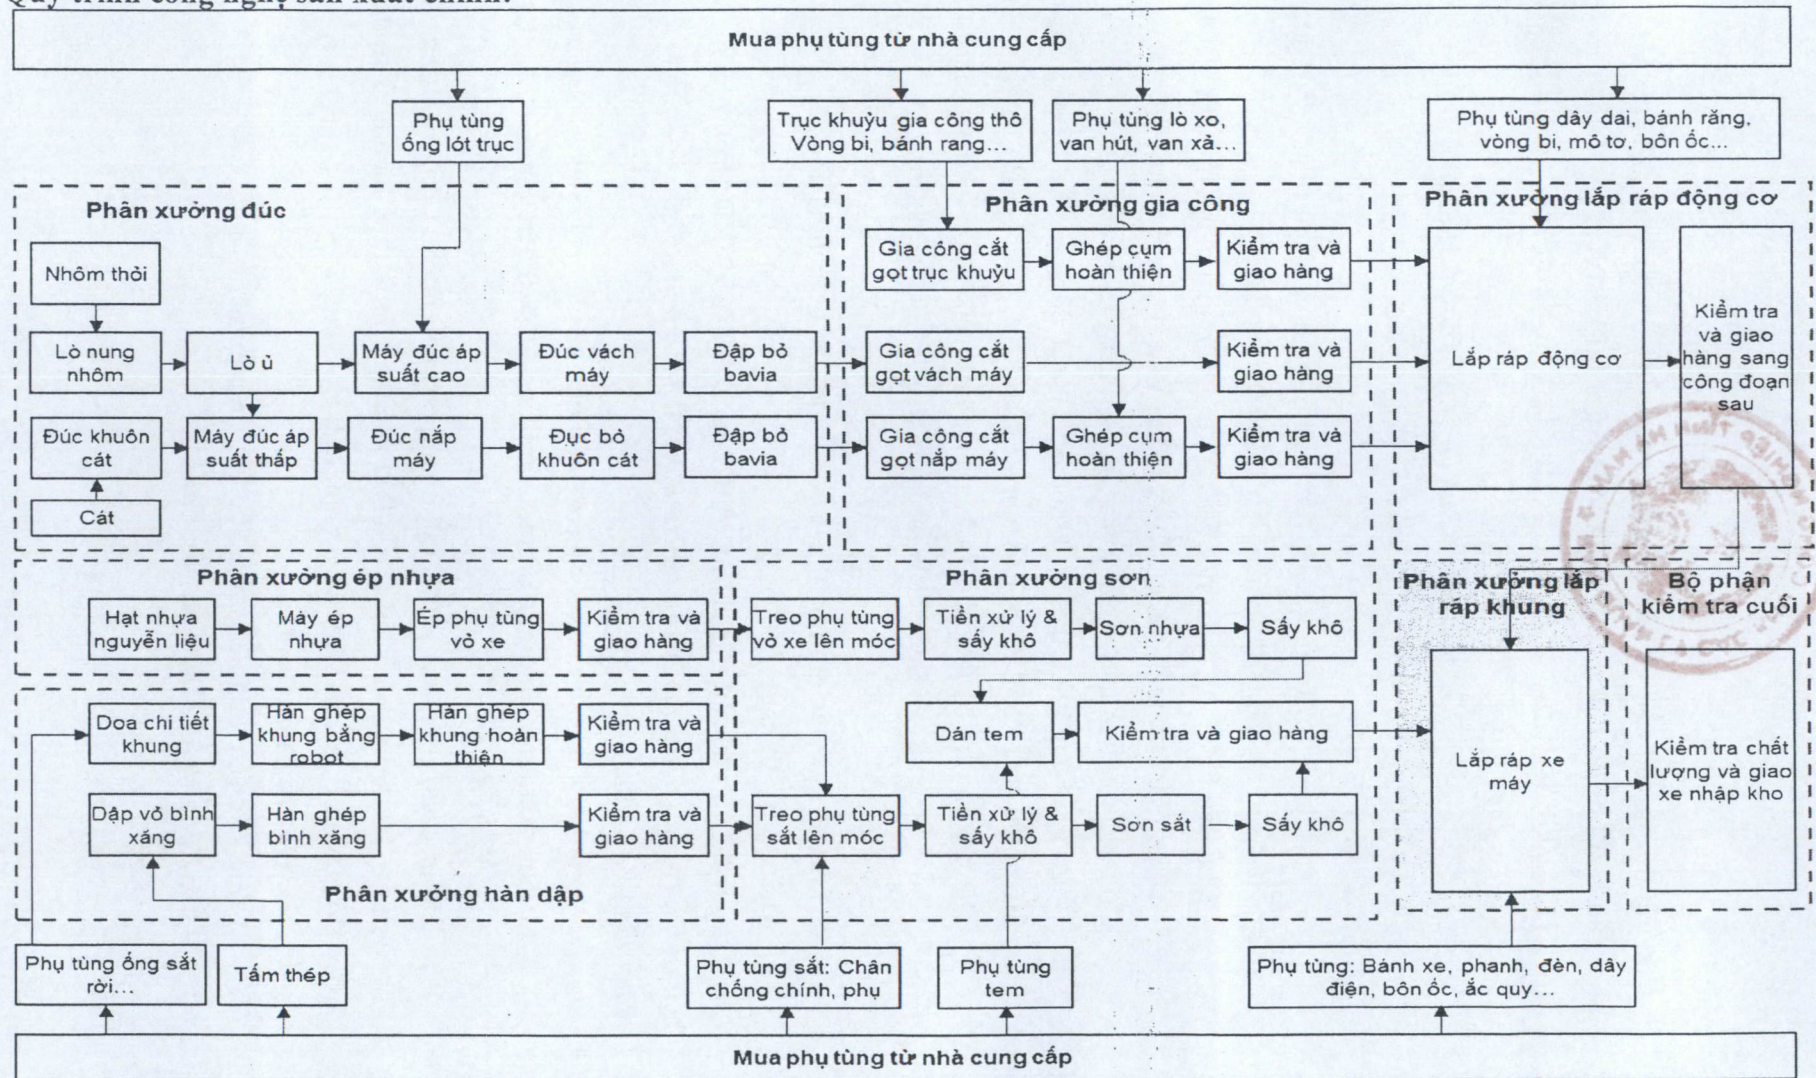 Quy trình công nghệ sản xuất chính:
Mua phụ tùng từ nhà cung cấp
Phụ tùng
ống lót trục
Trục khuỷu gia công thô
Vòng bi, bánh rang...
Phụ tùng lò xo,
van hút, van xả...
Phụ tùng dây dai, bánh răng,
vòng bi, mô tơ, bôn ốc...
Phân xưởng đúc
Nhôm thỏi
Lò nung
nhôm
Lò ủ
Máy đúc áp
suất cao
Đúc vách
máy
Đập bỏ
bavia
Đúc khuôn
cát
Máy đúc áp
suất thấp
Đúc nắp
máy
Đục bỏ
khuôn cát
Đập bỏ
bavia
Cát
Phân xưởng gia công
Gia công cắt
gọt trục khuỷu
Ghép cụm
hoàn thiện
Kiểm tra và
giao hàng
Gia công cắt
gọt vách máy
Kiểm tra và
giao hàng
Gia công cắt
gọt nắp máy
Ghép cụm
hoàn thiện
Kiểm tra và
giao hàng
Phân xưởng lắp ráp động cơ
Lắp ráp động cơ
Kiểm tra
và giao
hàng sang
công đoạn
sau
Phân xưởng ép nhựa
Hạt nhựa
nguyễn liệu
Máy ép
nhựa
Ép phụ tùng
vỏ xe
Kiểm tra và
giao hàng
Phân xưởng sơn
Treo phụ tùng
vỏ xe lên móc
Tiền xử lý &
sấy khô
Sơn nhựa
Sấy khô
Dán tem
Kiểm tra và giao hàng
Treo phụ tùng
sắt lên móc
Tiền xử lý &
sấy khô
Sơn sắt
Sấy khô
Phân xưởng lắp
ráp khung
Lắp ráp xe
máy
Bộ phận
kiểm tra cuối
Kiểm tra chất
lượng và giao
xe nhập kho
Doa chi tiết
khung
Hàn ghép
khung bằng
robot
Hàn ghép
khung hoàn
thiện
Kiểm tra và
giao hàng
Dập vỏ bình
xăng
Hàn ghép
bình xăng
Kiểm tra và
giao hàng
Phân xưởng hàn dập
Phụ tùng ống sắt
rời...
Tấm thép
Phụ tùng sắt: Chân
chống chính, phụ
Phụ tùng
tem
Phụ tùng: Bánh xe, phanh, đèn, dây
điện, bôn ốc, ắc quy...
Mua phụ tùng từ nhà cung cấp